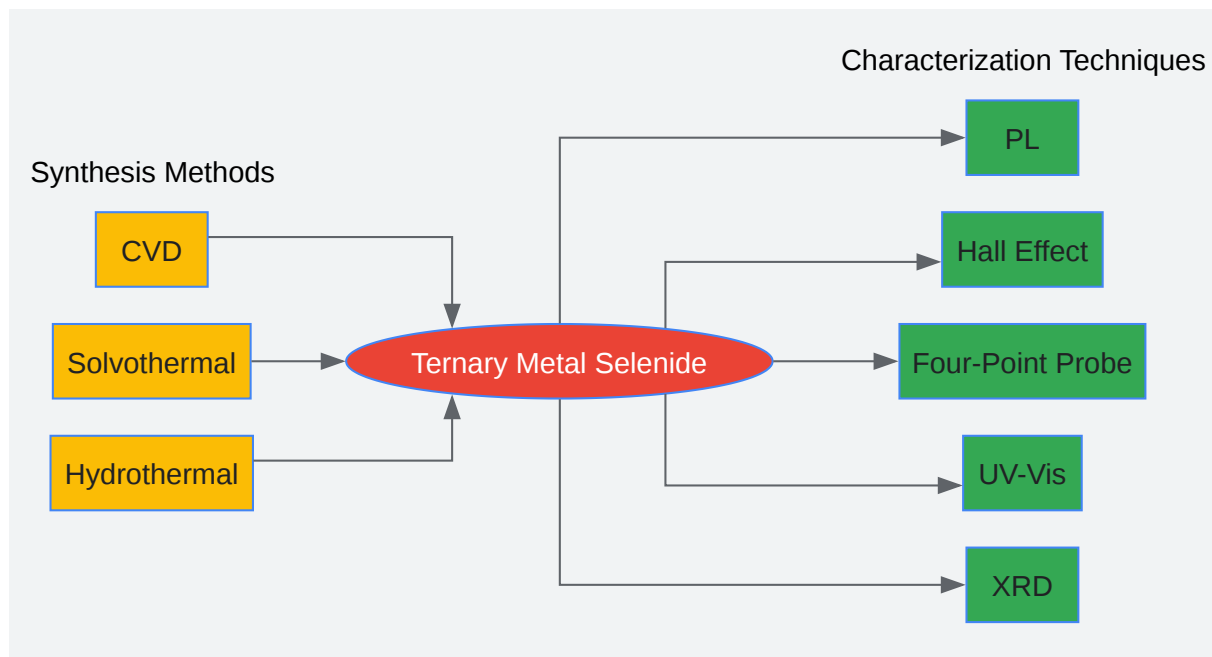 Characterization Techniques
PL
Synthesis Methods
CVD
Hall Effect
Solvothermal
Ternary Metal Selenide
Four-Point Probe
Hydrothermal
UV-Vis
XRD